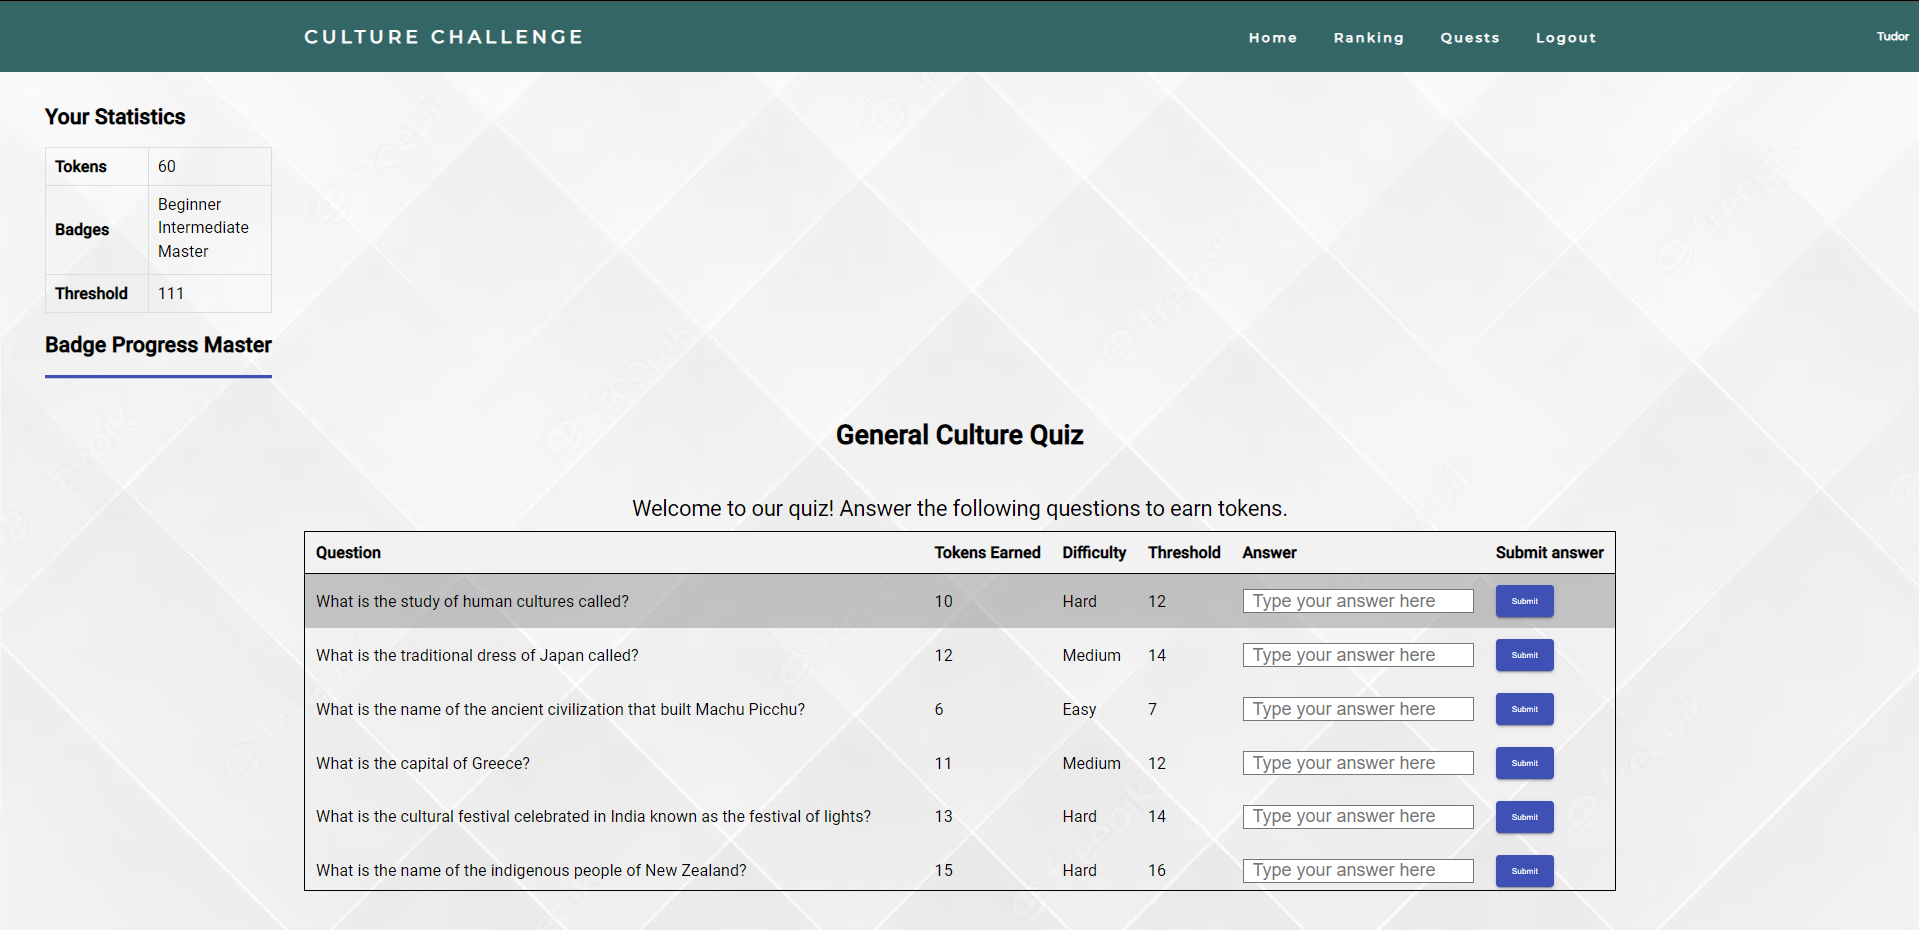 CULTURE CHALLENGE Home Ranking Quests Logout Tudor
Your Statistics
Tokens 60
Badges Beginner
Intermediate
Master
Threshold 111
Badge Progress Master
General Culture Quiz
Welcome to our quiz! Answer the following questions to earn tokens.
Question Tokens Earned Difficulty Threshold Answer Submit answer
What is the study of human cultures called? 10 Hard 12 Type your answer here Submit
What is the traditional dress of Japan called? 12 Medium 14 Type your answer here Submit
What is the name of the ancient civilization that built Machu Picchu? 6 Easy 7 Type your answer here Submit
What is the capital of Greece? 11 Medium 12 Type your answer here Submit
What is the cultural festival celebrated in India known as the festival of lights? 13 Hard 14 Type your answer here Submit
What is the name of the indigenous people of New Zealand? 15 Hard 16 Type your answer here Submit